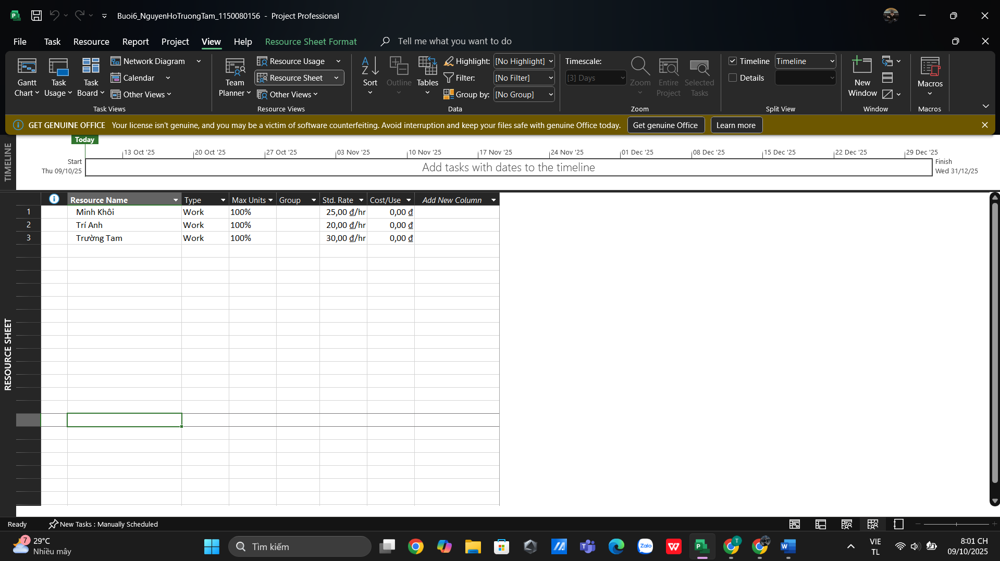 Buoi6_NguyenHoTruongTam_1150080156 - Project Professional
File Task Resource Report Project View Help Resource Sheet Format Tell me what you want to do
Gantt Chart
Task Usage
Task Board
Network Diagram
Calendar
Other Views
Task Views
Team Planner
Resource Usage
Resource Sheet
Other Views
Resource Views
Sort
Outline
Tables
Highlight: [No Highlight]
Filter: [No Filter]
Group by: [No Group]
Data
Timescale:
[3] Days
Zoom
Entire Project
Selected Tasks
Zoom
Timeline Timeline
Details
Split View
New Window
Window
Macros
Macros
GET GENUINE OFFICE Your license isn't genuine, and you may be a victim of software counterfeiting. Avoid interruption and keep your files safe with genuine Office today. Get genuine Office Learn more
TIMELINE
Today
13 Oct '25 20 Oct '25 27 Oct '25 03 Nov '25 10 Nov '25 17 Nov '25 24 Nov '25 01 Dec '25 08 Dec '25 15 Dec '25 22 Dec '25 29 Dec '25
Start
Thu 09/10/25
Add tasks with dates to the timeline
Finish
Wed 31/12/25
RESOURCE SHEET
Resource Name Type Max Units Group Std. Rate Cost/Use Add New Column
1 Minh Khôi Work 100% 25,00 ₫/hr 0,00 ₫
2 Trí Anh Work 100% 20,00 ₫/hr 0,00 ₫
3 Trường Tam Work 100% 30,00 ₫/hr 0,00 ₫
Ready New Tasks : Manually Scheduled
7
29°C
Nhiều mây
Tìm kiếm
Zalo
T
VIE
TL
8:01 CH
09/10/2025